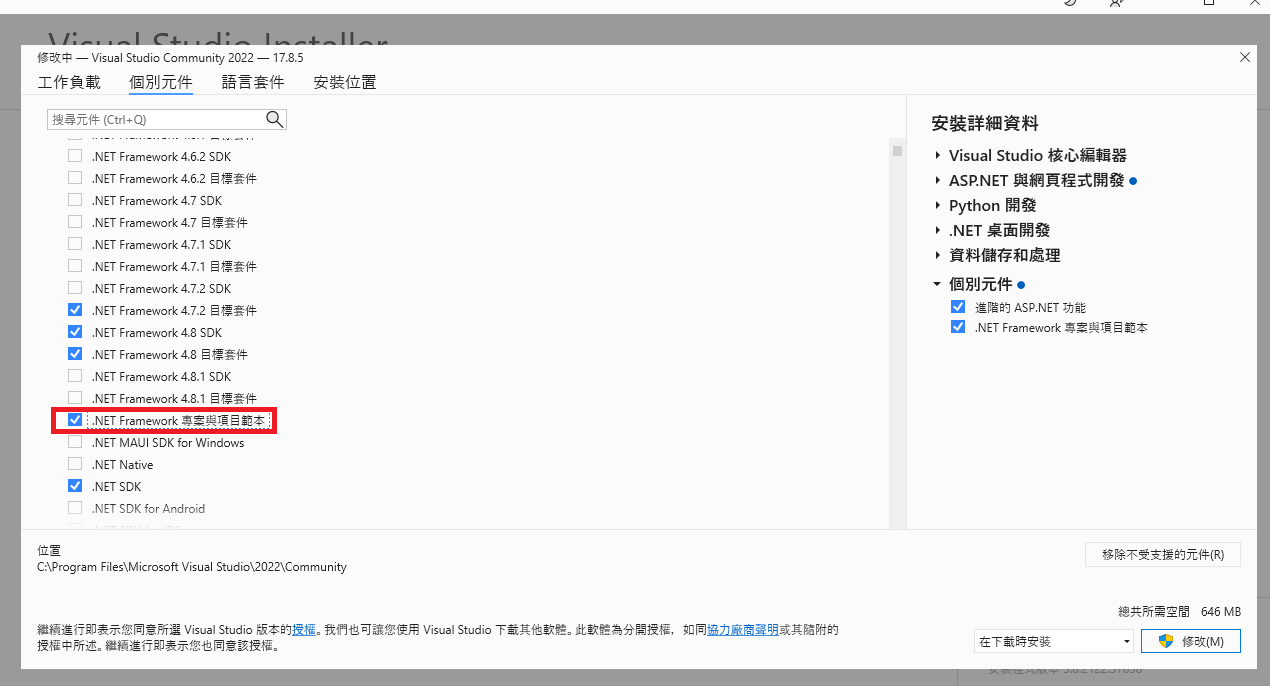 Visual Studio Installer
修改中 — Visual Studio Community 2022 — 17.8.5
工作負載 個別元件 語言套件 安裝位置
搜尋元件 (Ctrl+Q)
.NET Framework 4.6.2 SDK
.NET Framework 4.6.2 目標套件
.NET Framework 4.7 SDK
.NET Framework 4.7 目標套件
.NET Framework 4.7.1 SDK
.NET Framework 4.7.1 目標套件
.NET Framework 4.7.2 SDK
.NET Framework 4.7.2 目標套件
.NET Framework 4.8 SDK
.NET Framework 4.8 目標套件
.NET Framework 4.8.1 SDK
.NET Framework 4.8.1 目標套件
.NET Framework 專案與項目範本
.NET MAUI SDK for Windows
.NET Native
.NET SDK
.NET SDK for Android
安裝詳細資料
Visual Studio 核心編輯器
ASP.NET 與網頁程式開發
Python 開發
.NET 桌面開發
資料儲存和處理
個別元件
進階的 ASP.NET 功能
.NET Framework 專案與項目範本
位置
C:\Program Files\Microsoft Visual Studio\2022\Community
移除不受支援的元件(R)
總共所需空間 646 MB
繼續進行即表示您同意所選 Visual Studio 版本的授權。我們也可讓您使用 Visual Studio 下載其他軟體。此軟體為分開授權，如同協力廠商聲明或其隨附的
授權中所述。繼續進行即表示您也同意該授權。
在下載時安裝
修改(M)